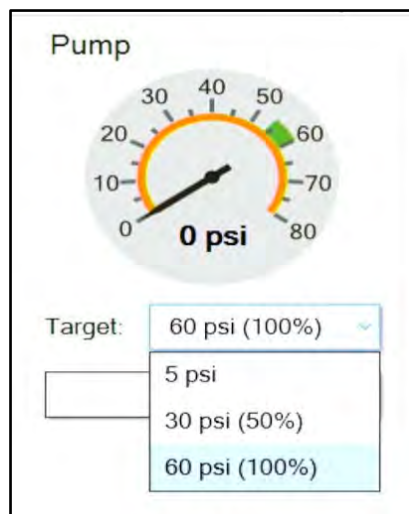 Pump
40
30
50
20
60
10
70
0
80
0 psi
Target:
60 psi (100%)
5 psi
30 psi (50%)
60 psi (100%)